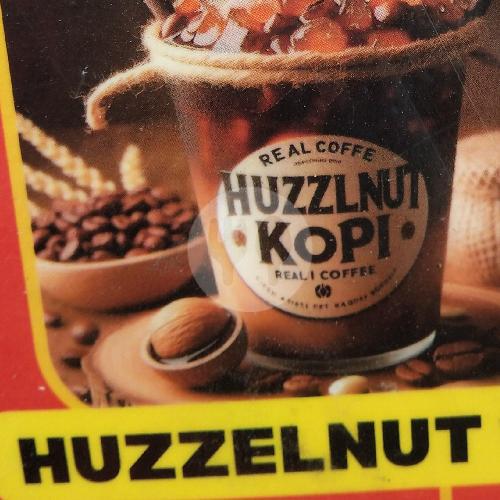 REAL COFFE
HUZZLNUT
KOPI
REAL I COFFEE
HUZZELNUT